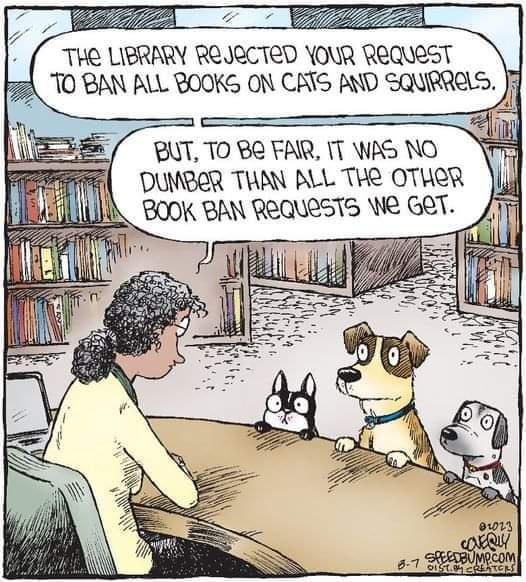 THE LIBRARY REJECTED YOUR REQUEST
TO BAN ALL BOOKS ON CATS AND SQUIRRELS.
BUT, TO BE FAIR, IT WAS NO
DUMBER THAN ALL THE OTHER
BOOK BAN REQUESTS WE GET.
©2023
COVERLY
8-7 SPEEDBUMP.COM
DIST. BY CREATORS